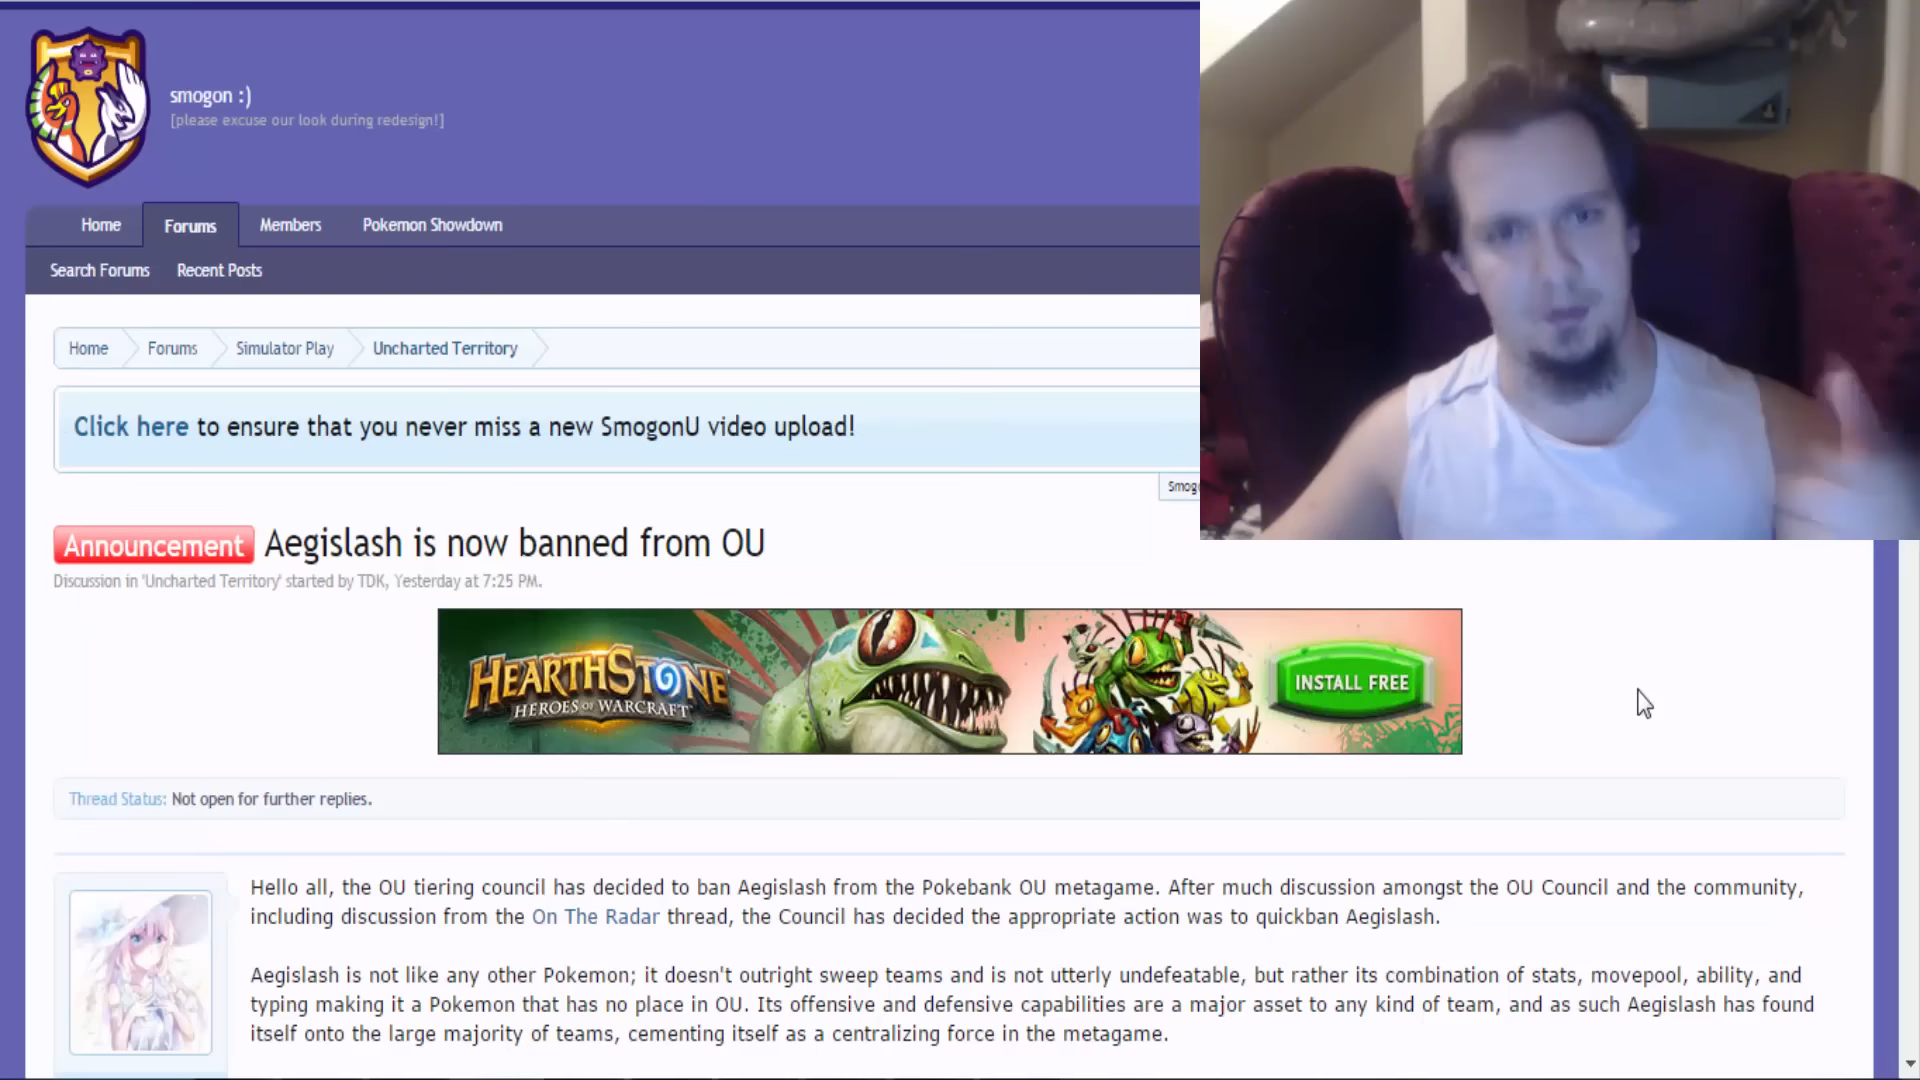 smogon :)
[please excuse our look during redesign!]
Home Forums Members Pokemon Showdown
Search Forums Recent Posts
Home Forums Simulator Play Uncharted Territory
Click here to ensure that you never miss a new SmogonU video upload!
Smog
Announcement Aegislash is now banned from OU
Discussion in 'Uncharted Territory' started by TDK, Yesterday at 7:25 PM.
HEARTHSTONE
HEROES OF WARCRAFT
INSTALL FREE
Thread Status: Not open for further replies.
Hello all, the OU tiering council has decided to ban Aegislash from the Pokebank OU metagame. After much discussion amongst the OU Council and the community,
including discussion from the On The Radar thread, the Council has decided the appropriate action was to quickban Aegislash.
Aegislash is not like any other Pokemon; it doesn't outright sweep teams and is not utterly undefeatable, but rather its combination of stats, movepool, ability, and
typing making it a Pokemon that has no place in OU. Its offensive and defensive capabilities are a major asset to any kind of team, and as such Aegislash has found
itself onto the large majority of teams, cementing itself as a centralizing force in the metagame.